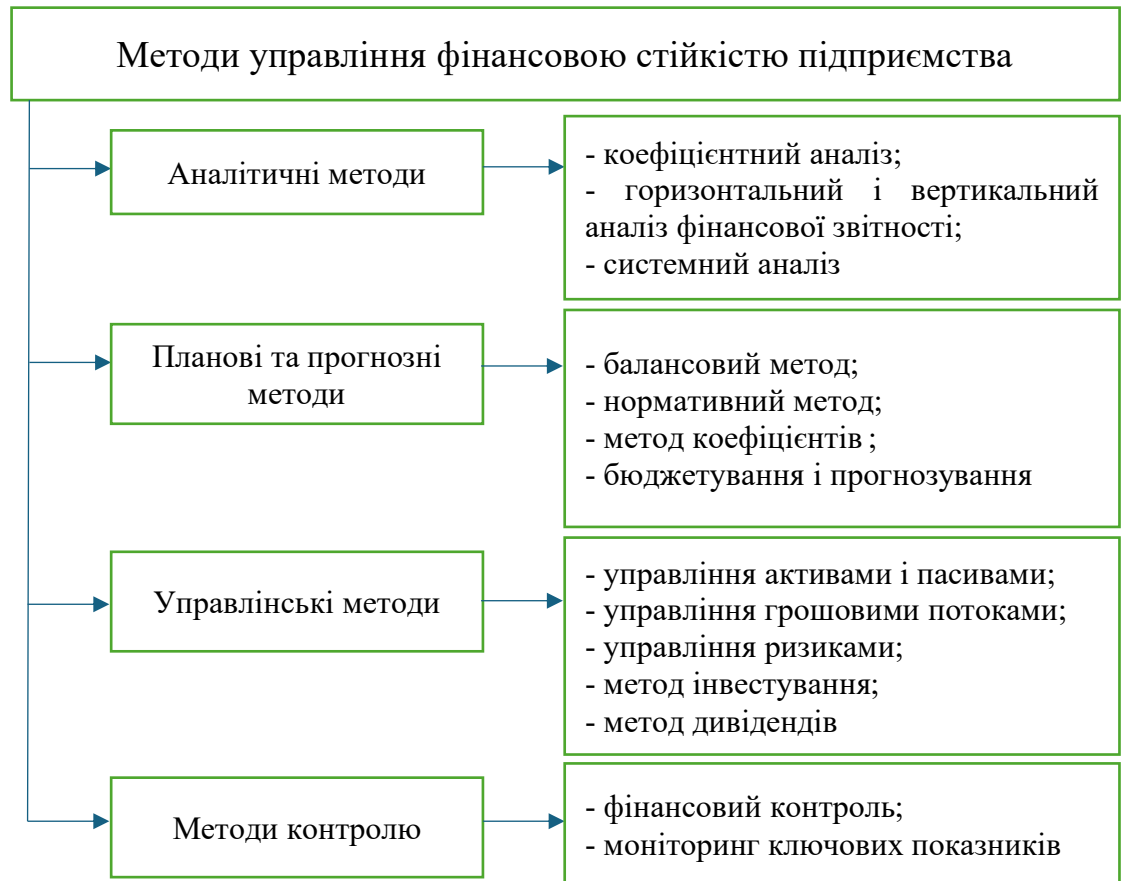 Методи управління фінансовою стійкістю підприємства
Аналітичні методи
- коефіцієнтний аналіз;
- горизонтальний і вертикальний
аналіз фінансової звітності;
- системний аналіз
Планові та прогнозні
методи
- балансовий метод;
- нормативний метод;
- метод коефіцієнтів ;
- бюджетування і прогнозування
Управлінські методи
- управління активами і пасивами;
- управління грошовими потоками;
- управління ризиками;
- метод інвестування;
- метод дивідендів
Методи контролю
- фінансовий контроль;
- моніторинг ключових показників